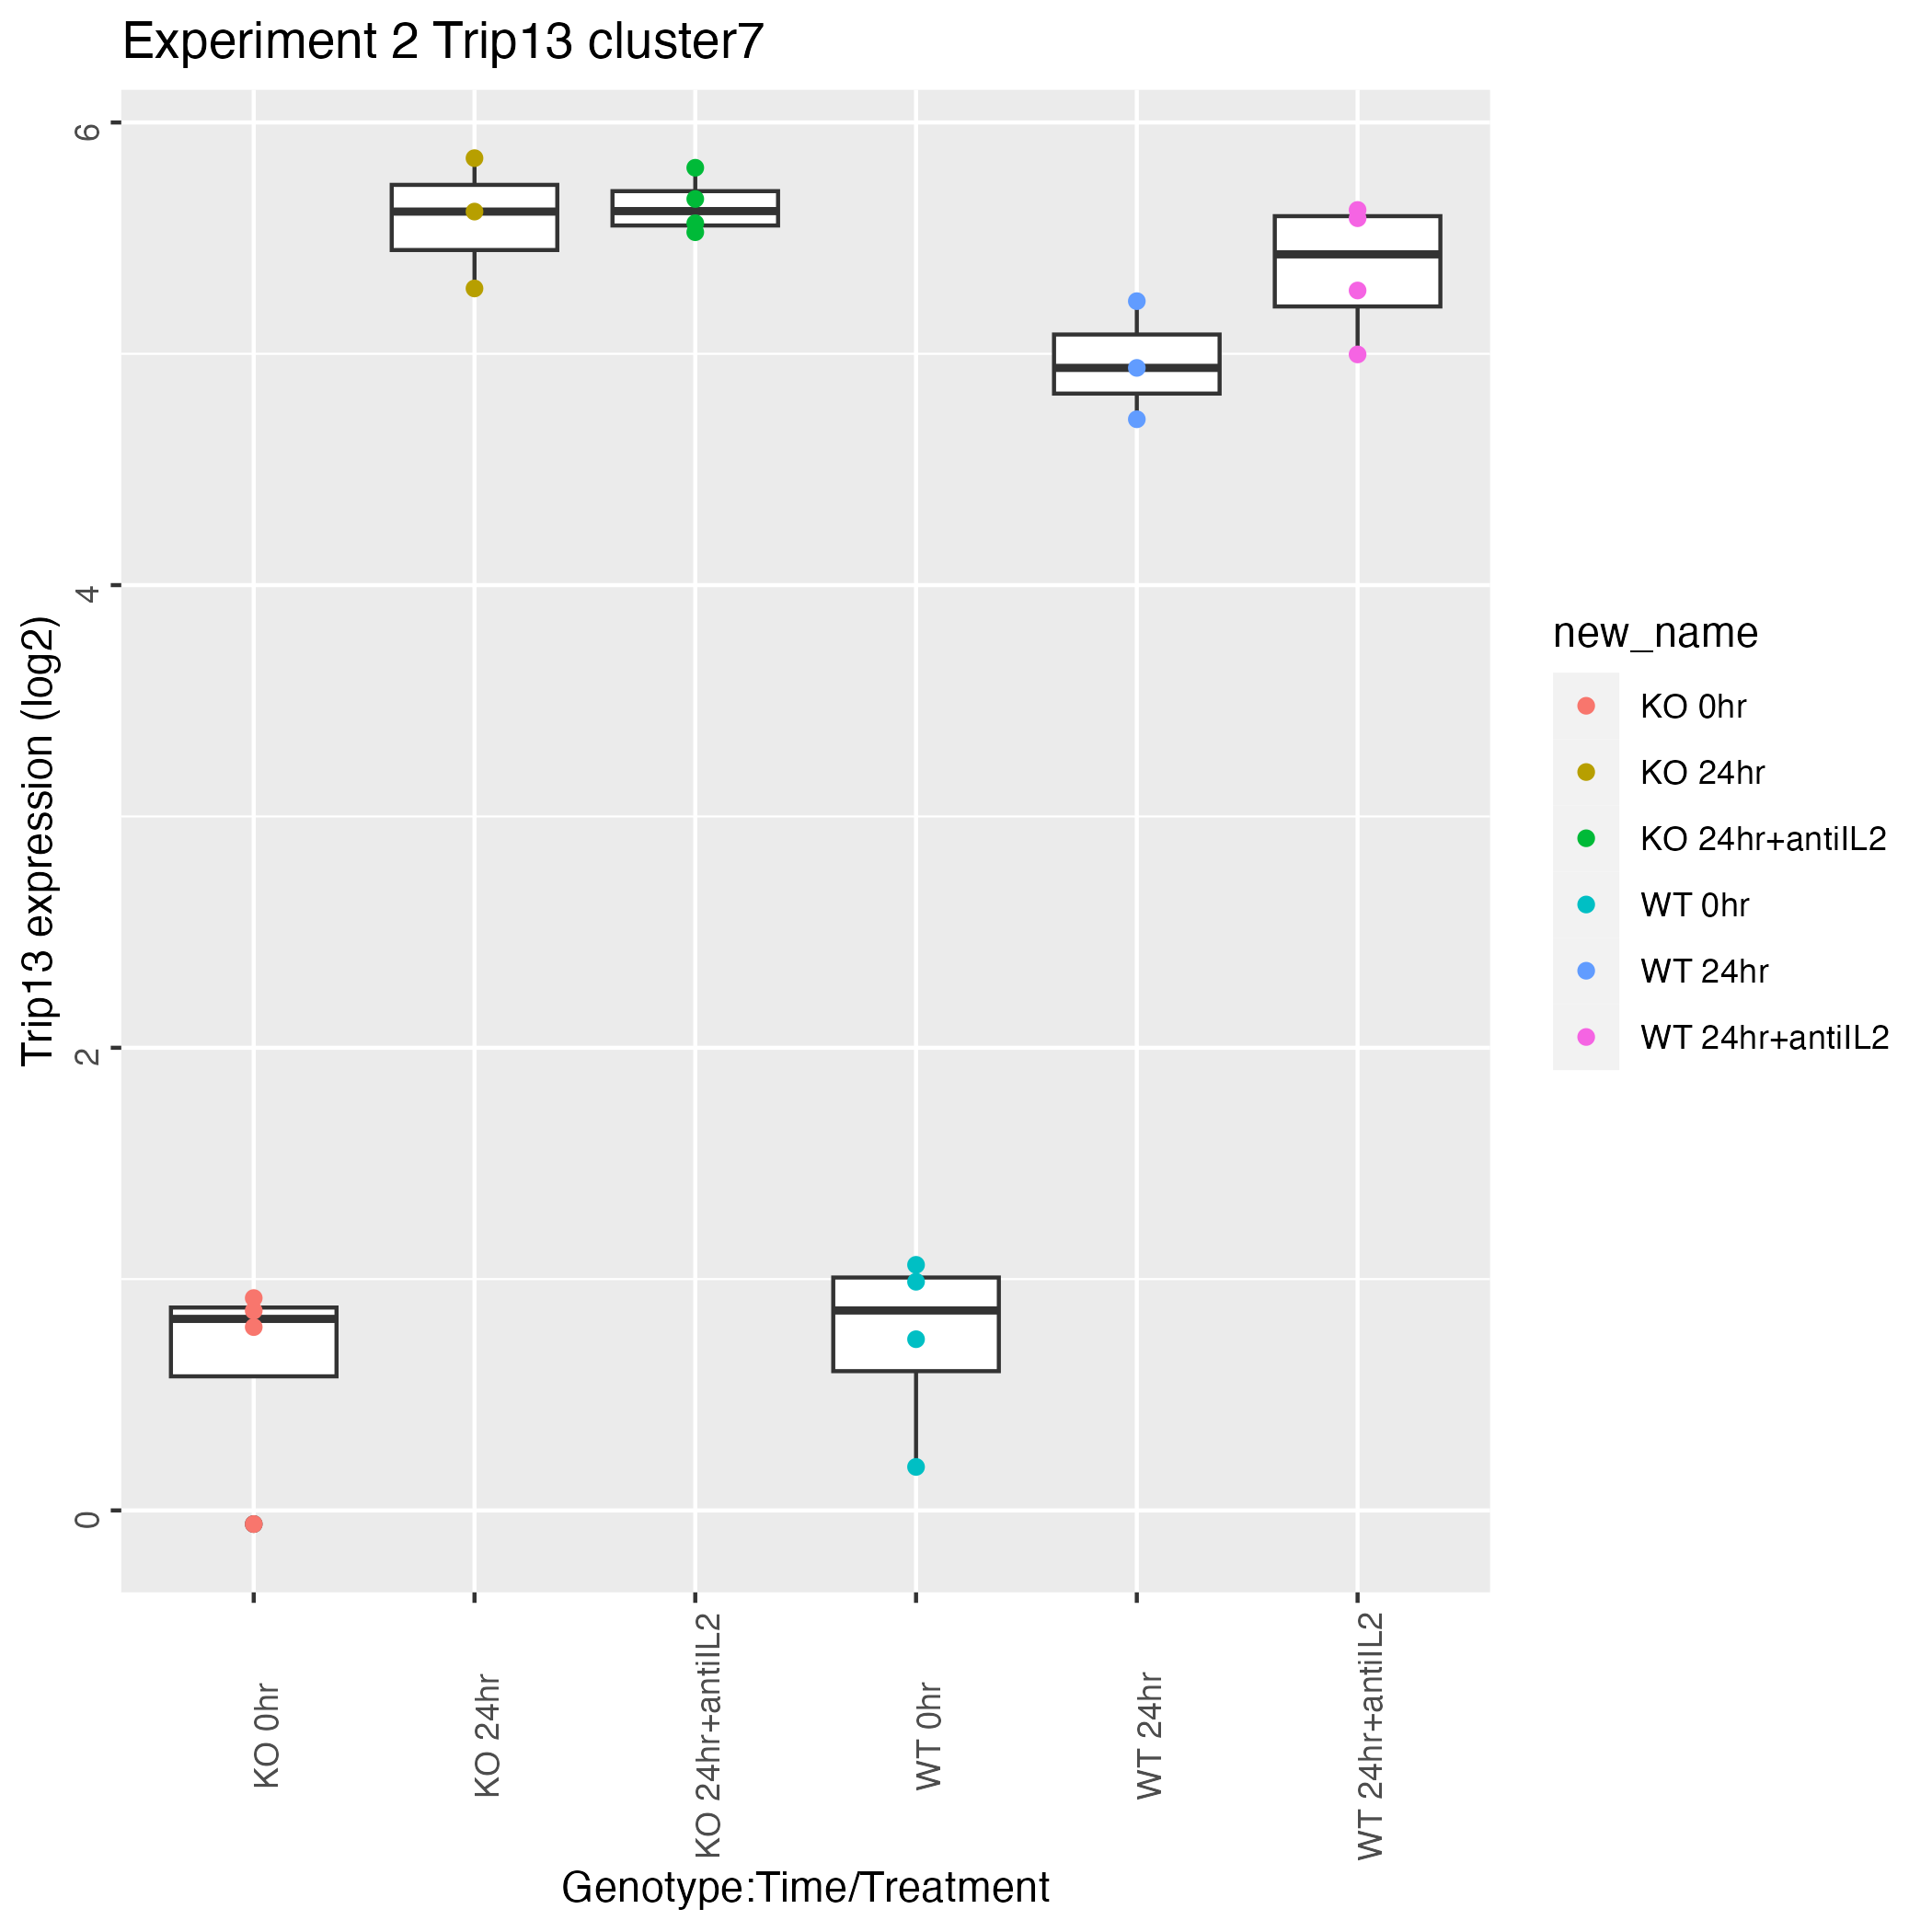 Experiment 2 Trip13 cluster7
Trip13 expression (log2)
6
4
2
0
KO 0hr
KO 24hr
KO 24hr+antiIL2
WT 0hr
WT 24hr
WT 24hr+antiIL2
Genotype:Time/Treatment
new_name
KO 0hr
KO 24hr
KO 24hr+antiIL2
WT 0hr
WT 24hr
WT 24hr+antiIL2